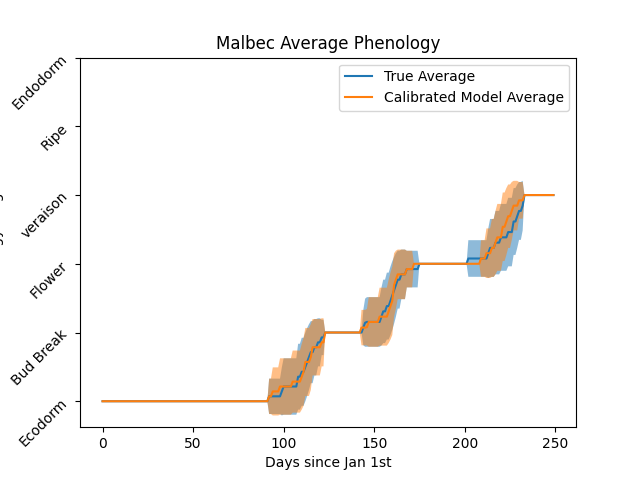 Malbec Average Phenology
True Average
Calibrated Model Average
Endodorm
Ripe
veraison
Flower
Bud Break
Ecodorm
0 50 100 150 200 250
Days since Jan 1st